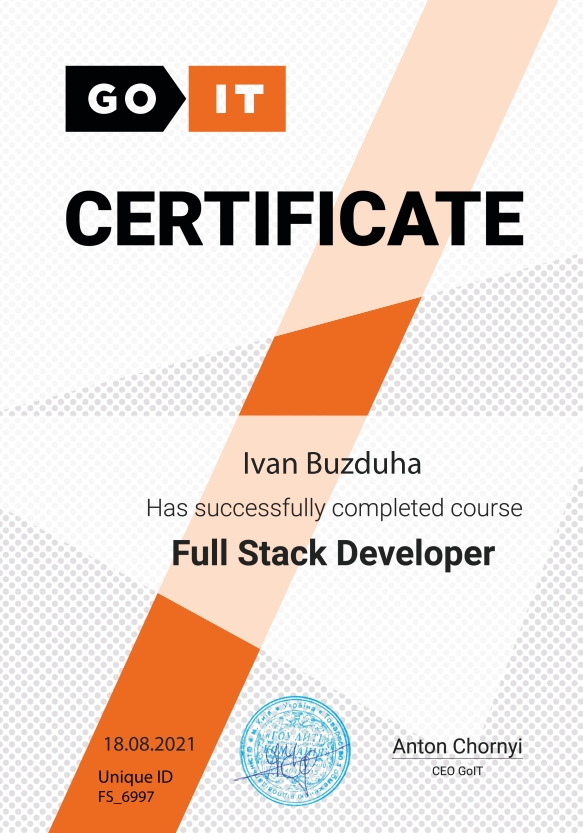 GO IT
CERTIFICATE
Ivan Buzduha
Has successfully completed course
Full Stack Developer
18.08.2021
Unique ID
FS_6997
Anton Chornyi
CEO GoIT